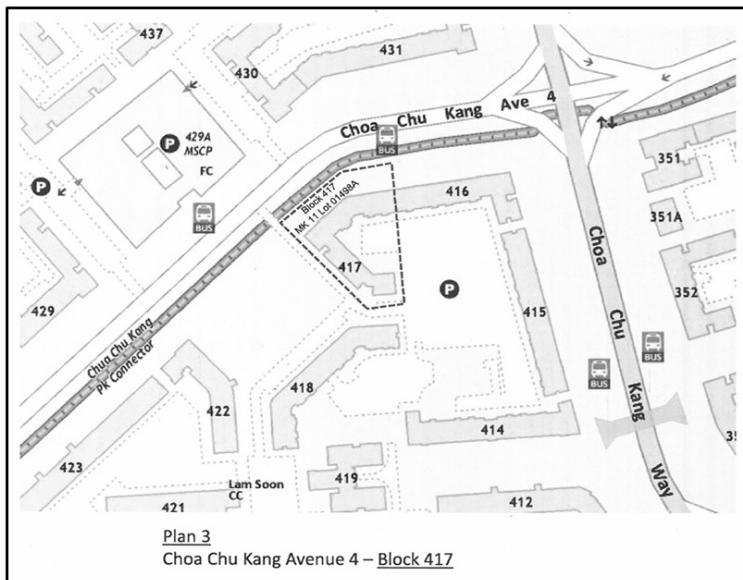 437
430
431
429A
MSCP
P
FC
P
BUS
BUS
Choa Chu Kang Ave 4
351
351A
352
Block 417
MK 11 Lot 01498A
416
417
P
415
429
Chua Chu Kang
PK Connector
Choa Chu Kang Way
BUS
BUS
418
422
414
423
419
Lam Soon
CC
421
412
Plan 3
Choa Chu Kang Avenue 4 – Block 417